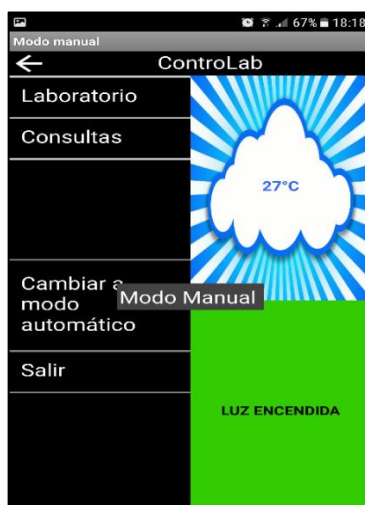 67% 18:18
Modo manual
ControLab
Laboratorio
Consultas
27°C
Cambiar a
modo
automático
Modo Manual
Salir
LUZ ENCENDIDA